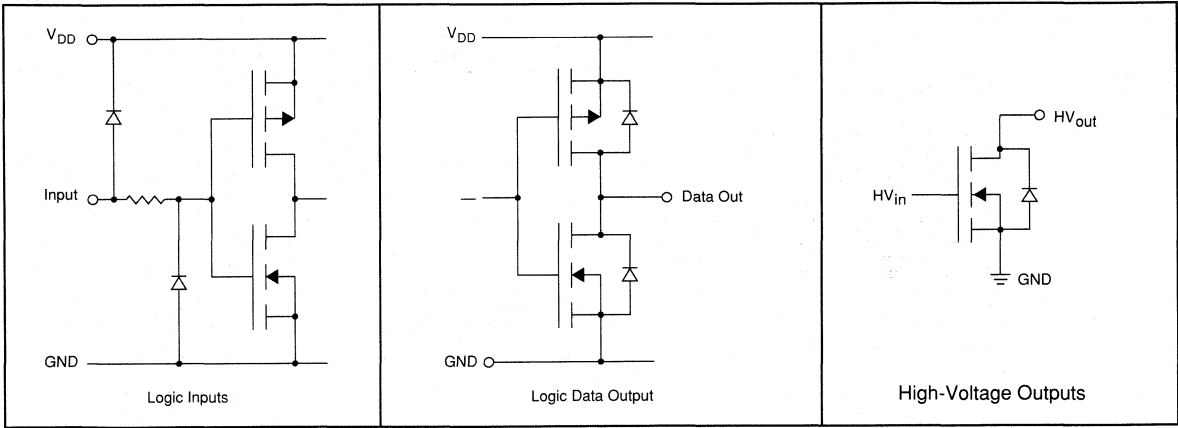 VDD
Input
GND
Logic Inputs
VDD
Data Out
GND
Logic Data Output
HVout
HVin
GND
High-Voltage Outputs